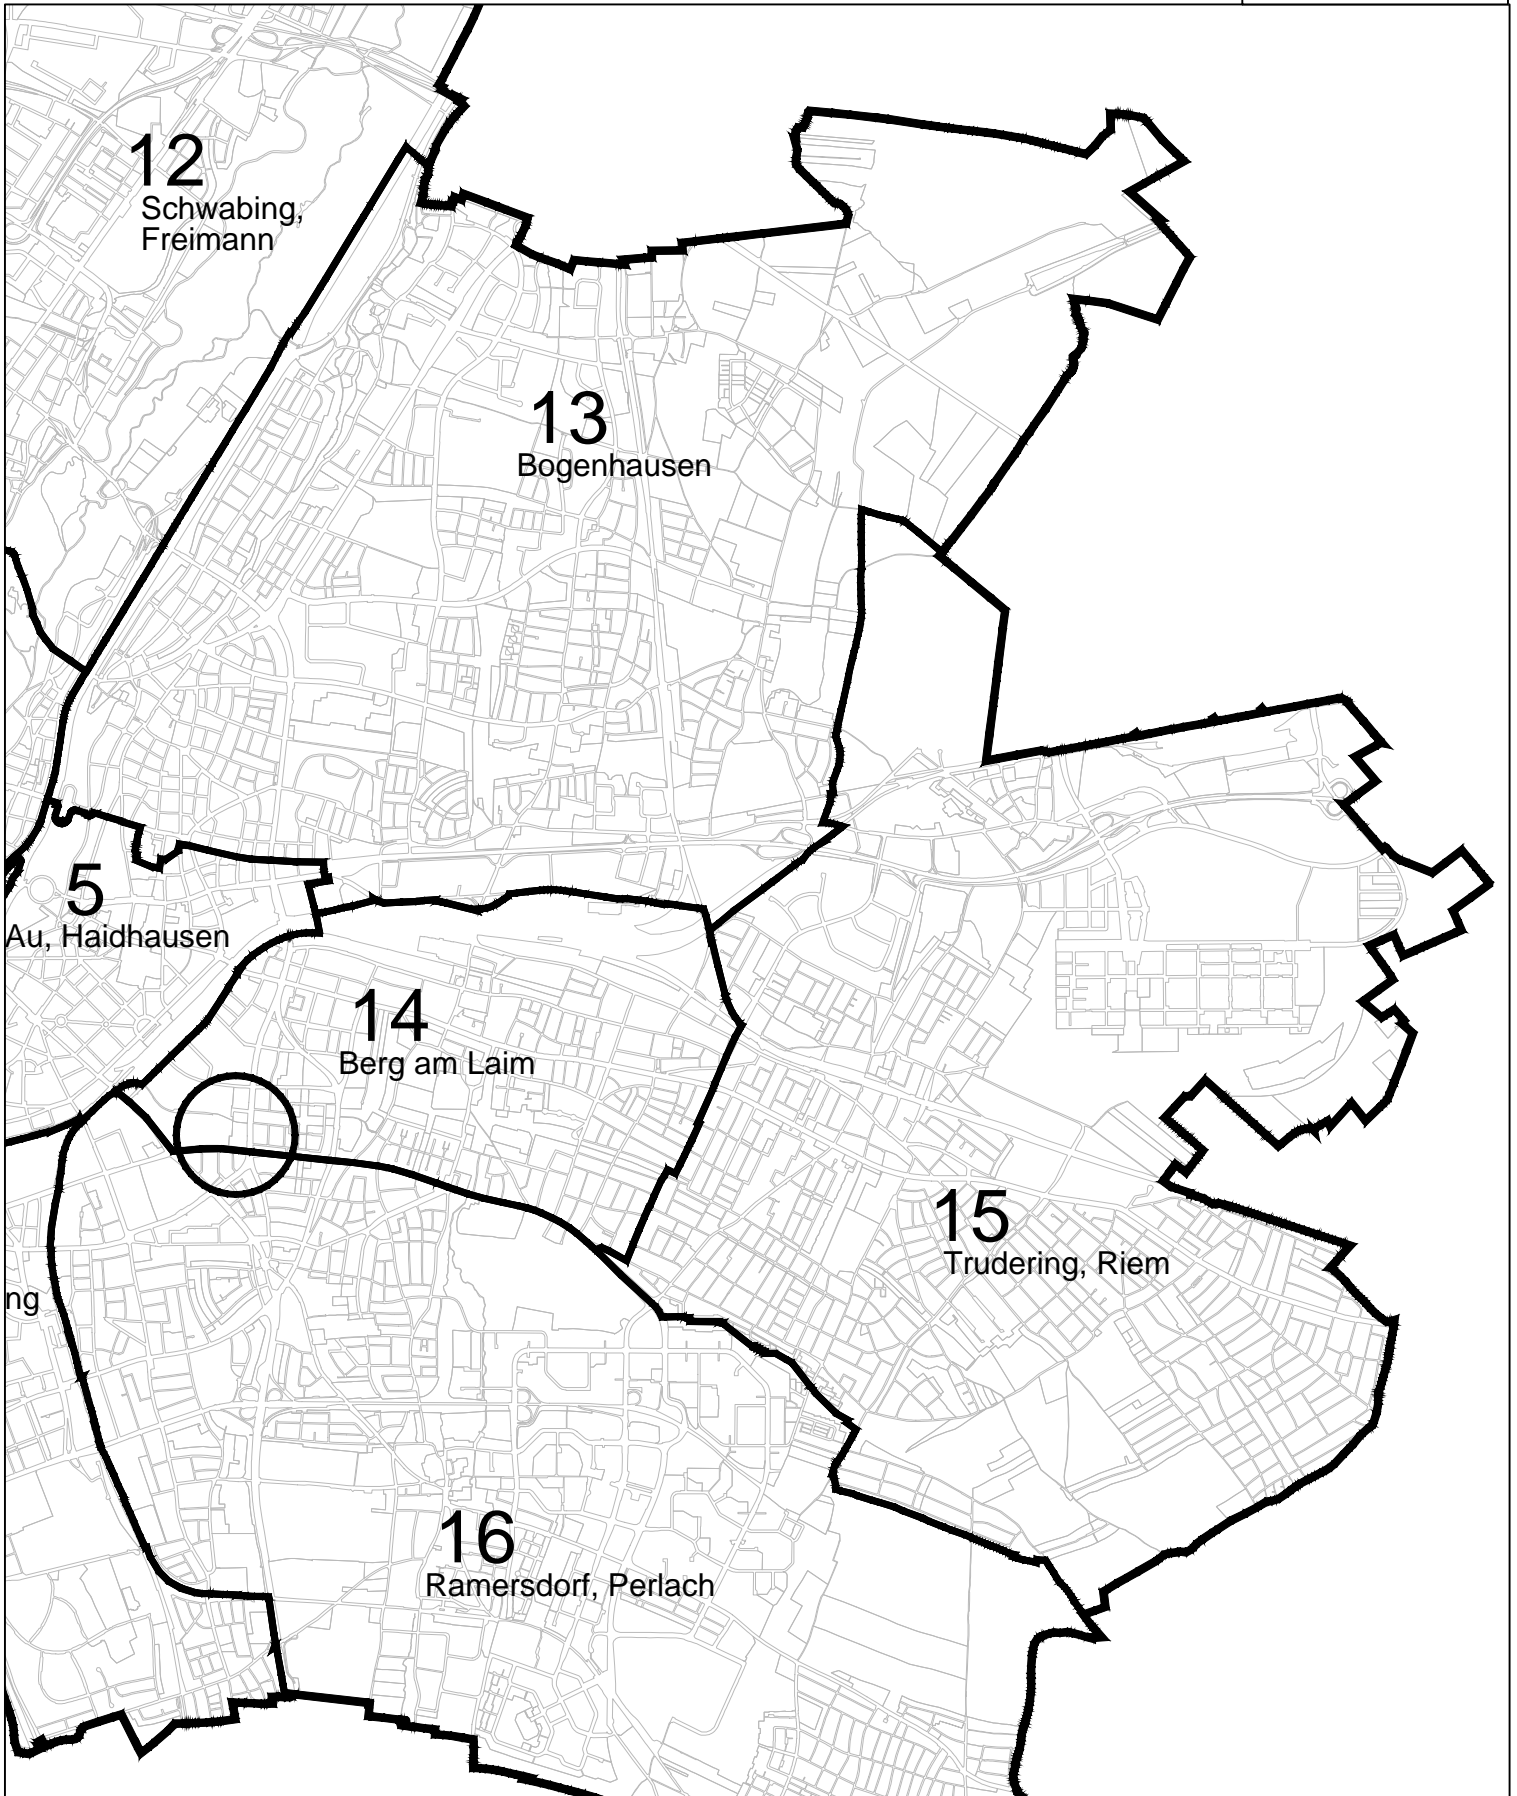 12
Schwabing,
Freimann
13
Bogenhausen
5
Au, Haidhausen
14
Berg am Laim
15
Trudering, Riem
ng
16
Ramersdorf, Perlach